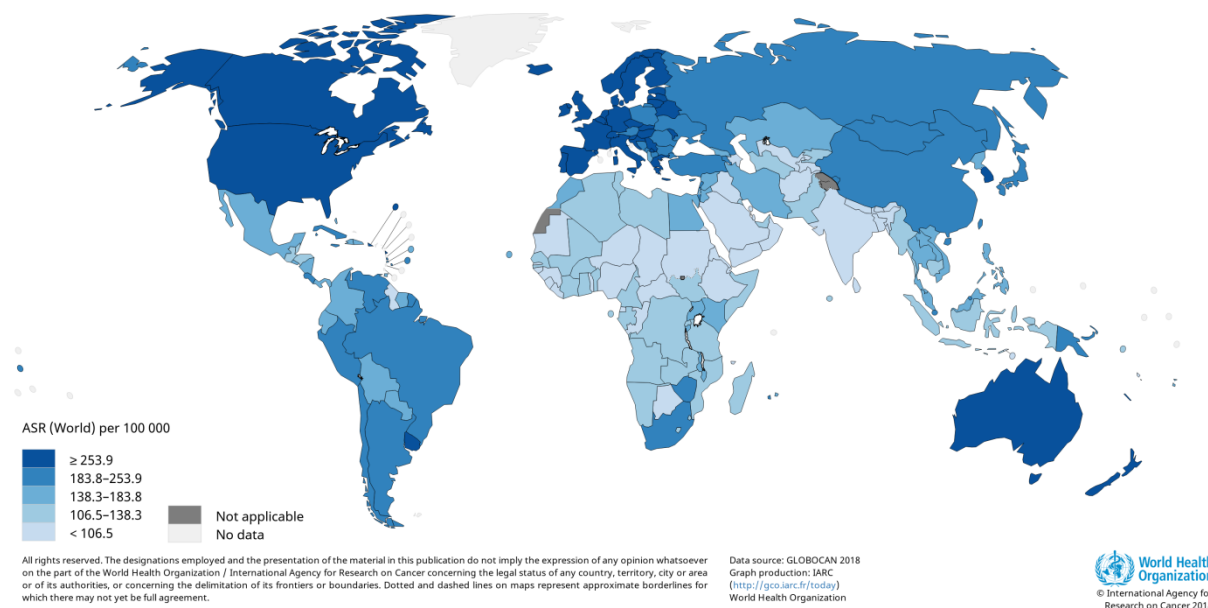 ASR (World) per 100 000
≥ 253.9
183.8–253.9
138.3–183.8
106.5–138.3
< 106.5
Not applicable
No data
All rights reserved. The designations employed and the presentation of the material in this publication do not imply the expression of any opinion whatsoever
on the part of the World Health Organization / International Agency for Research on Cancer concerning the legal status of any country, territory, city or area
or of its authorities, or concerning the delimitation of its frontiers or boundaries. Dotted and dashed lines on maps represent approximate borderlines for
which there may not yet be full agreement.
Data source: GLOBOCAN 2018
Graph production: IARC
(http://gco.iarc.fr/today)
World Health Organization
World Health
Organization
© International Agency for
Research on Cancer 201